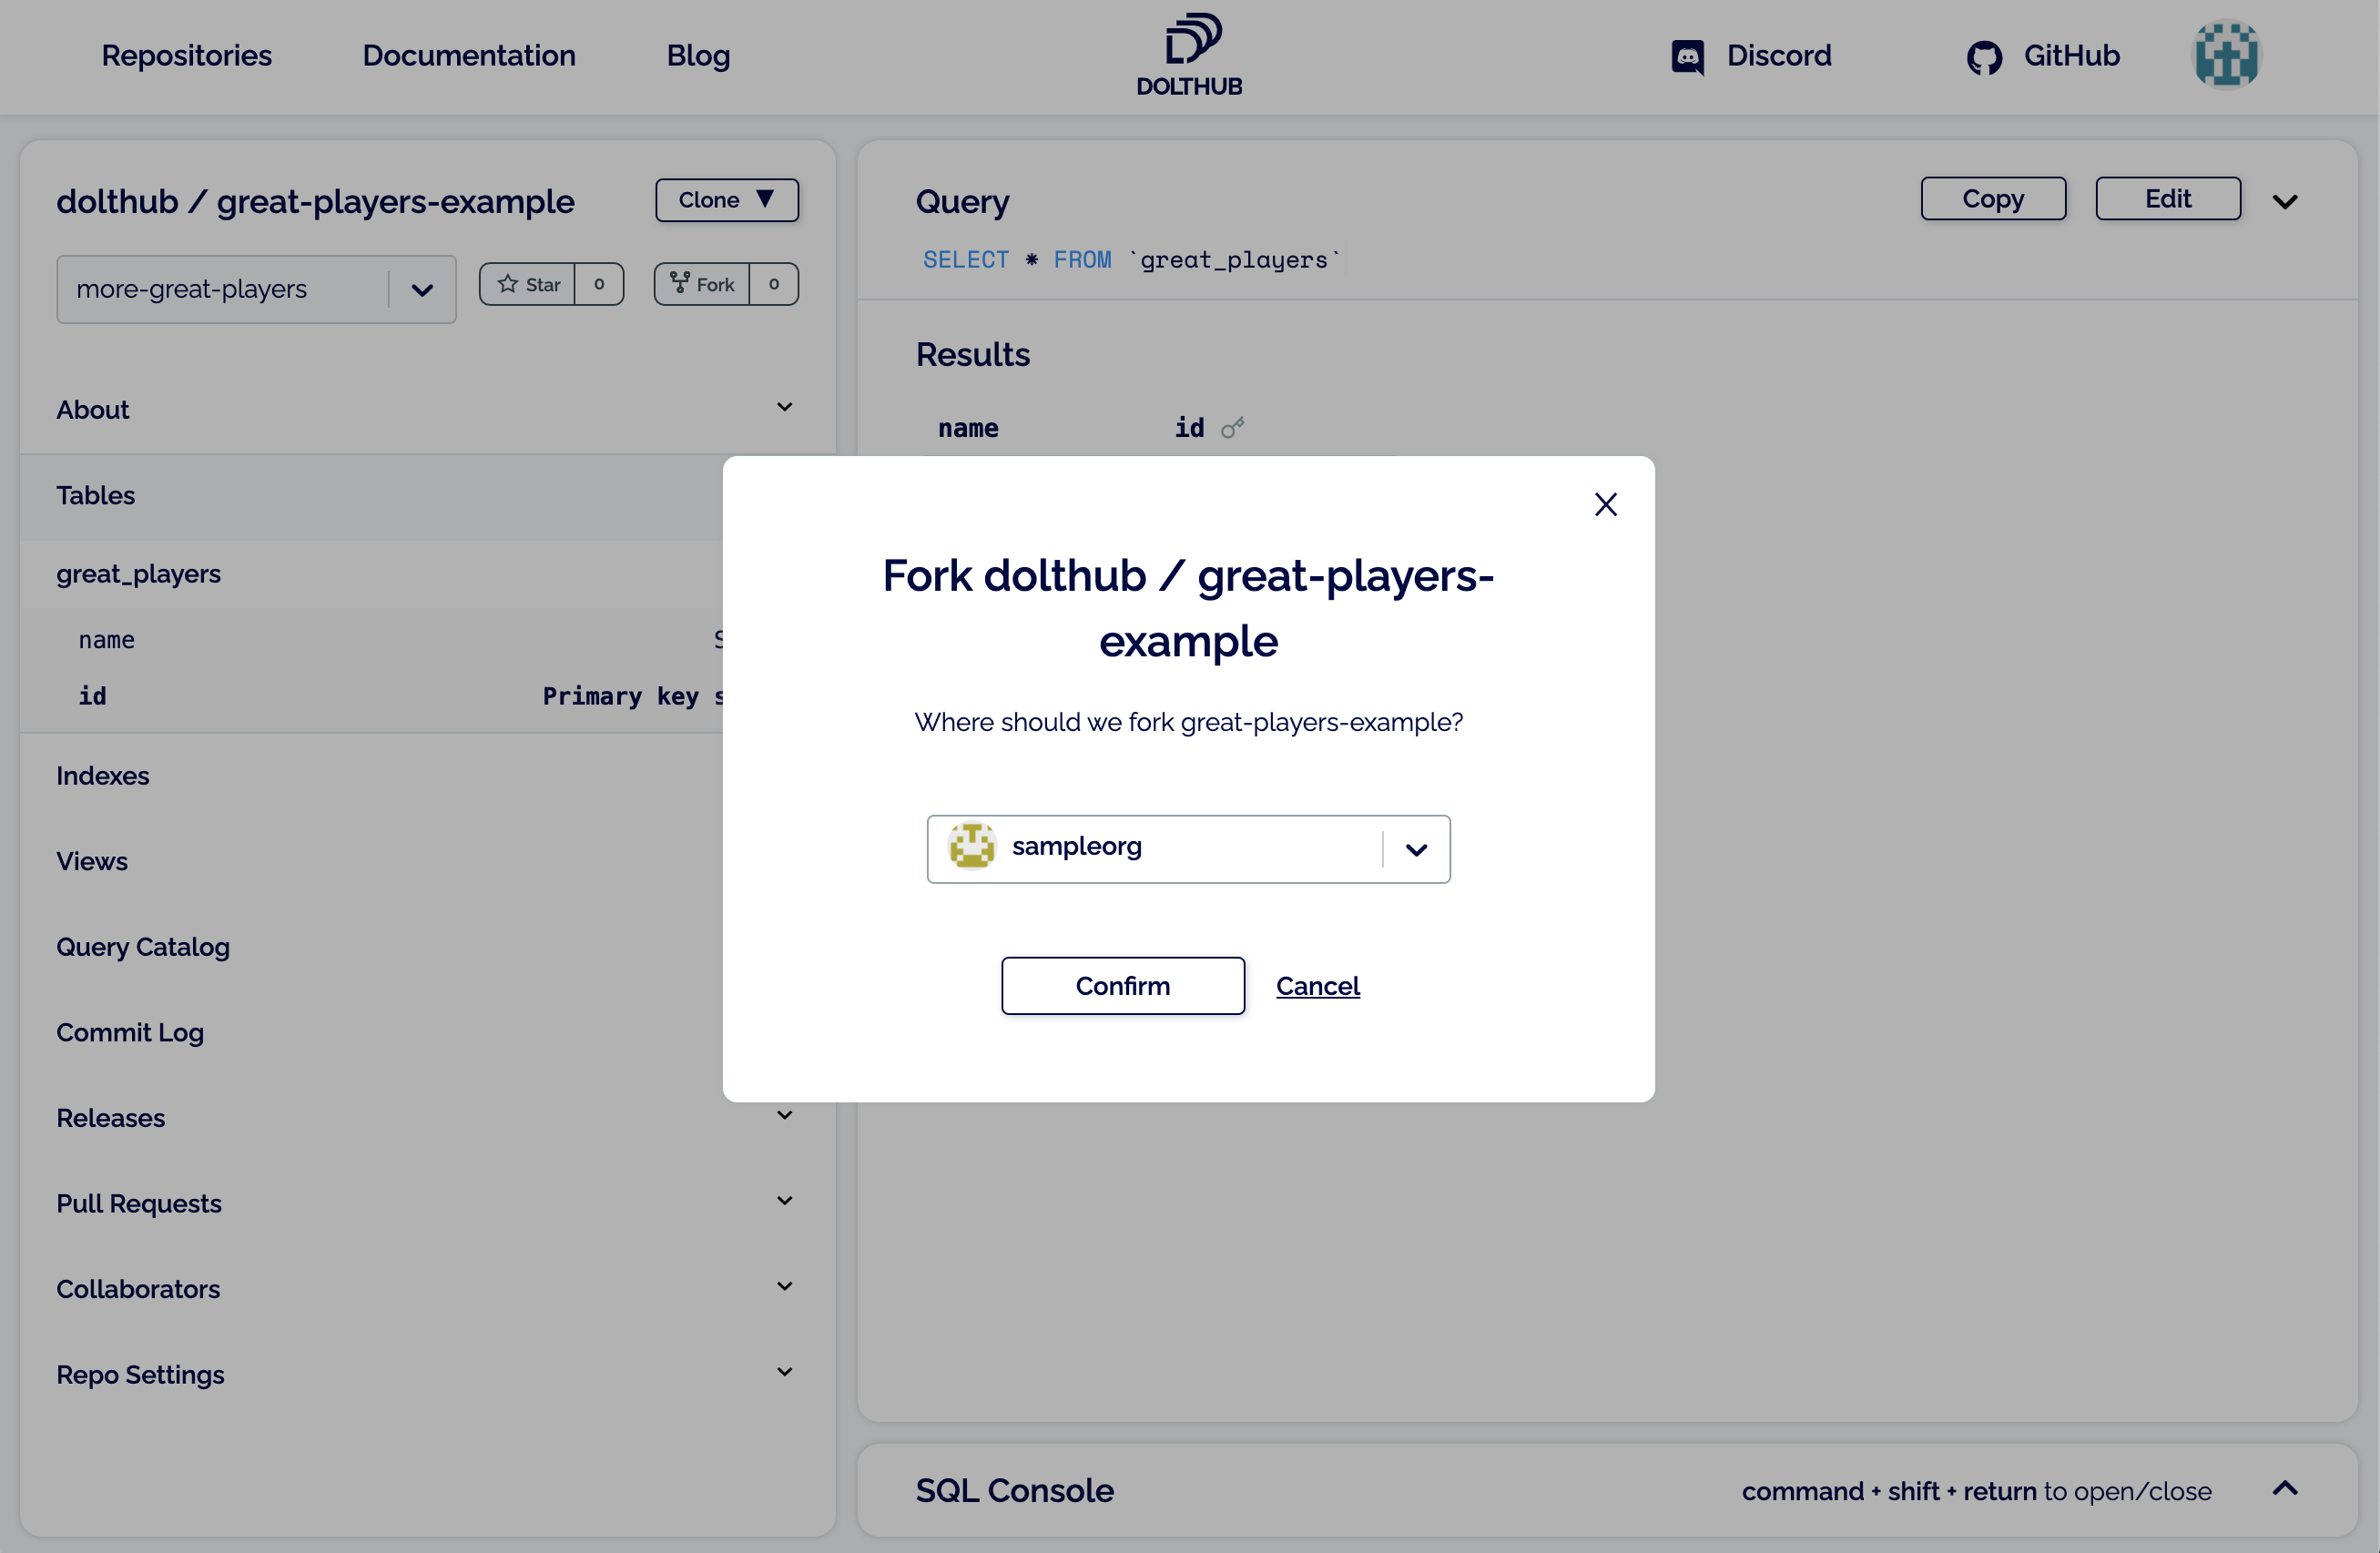 Repositories Documentation Blog
DOLTHUB
Discord GitHub
dolthub / great-players-example
Clone ▼
more-great-players
Star 0
Fork 0
About
Tables
great_players
name
id Primary key
Indexes
Views
Query Catalog
Commit Log
Releases
Pull Requests
Collaborators
Repo Settings
Query
Copy
Edit
SELECT * FROM `great_players`
Results
name id
Fork dolthub / great-players-
example
Where should we fork great-players-example?
sampleorg
Confirm
Cancel
SQL Console
command + shift + return to open/close